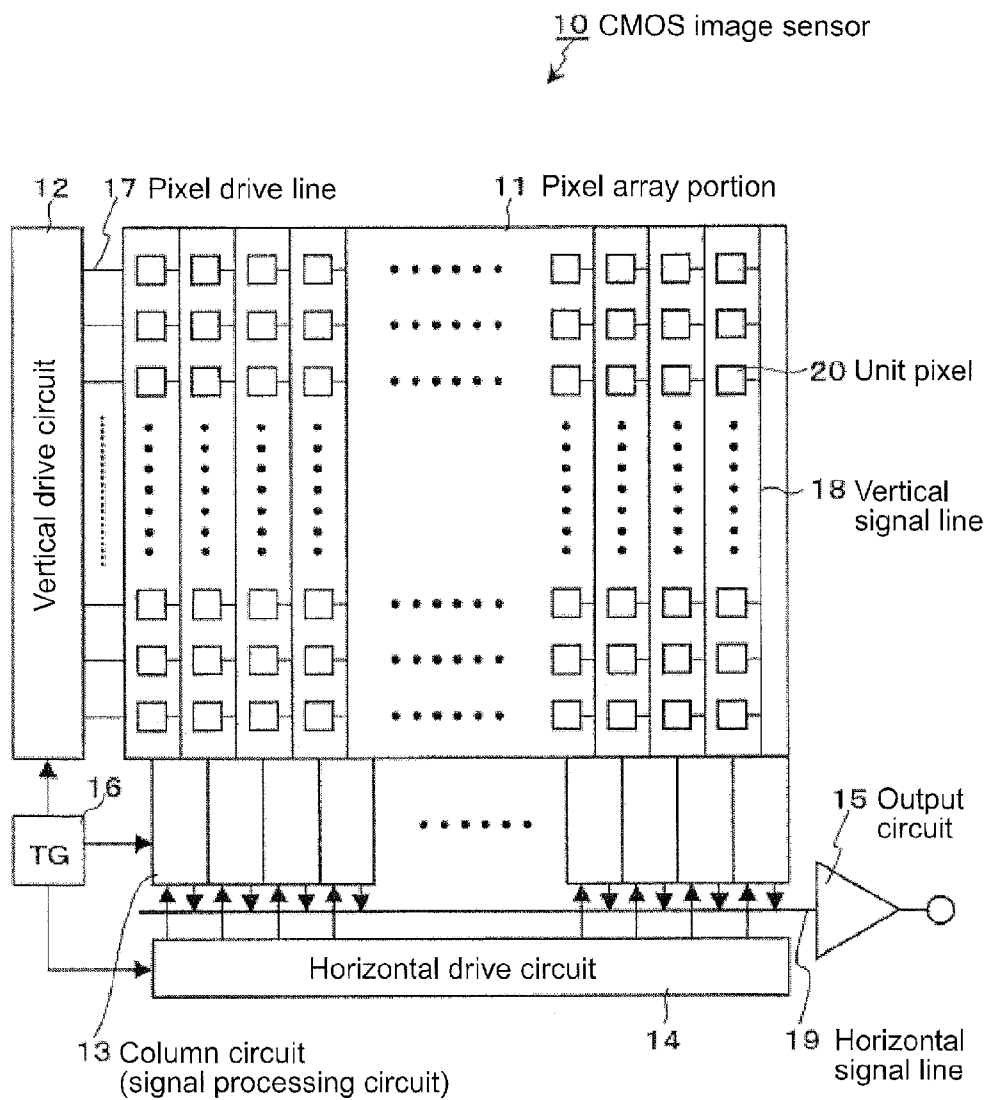 10 CMOS image sensor
12
17 Pixel drive line
11 Pixel array portion
Vertical drive circuit
20 Unit pixel
18 Vertical
signal line
16
TG
15 Output
circuit
Horizontal drive circuit
13 Column circuit
(signal processing circuit)
14
19 Horizontal
signal line